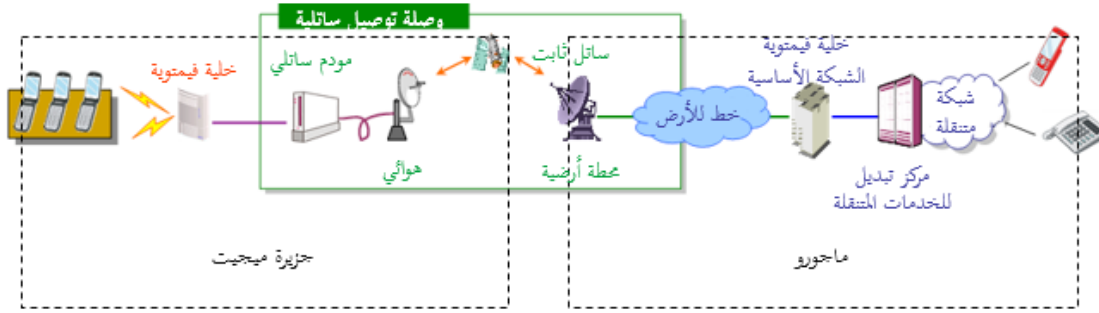 وصلة توصيل ساتلية
خلية فيمتوية
مودم ساتلي
هوائي
ساتل ثابت
محطة أرضية
خط للأرض
خلية فيمتوية
الشبكة الأساسية
شبكة
متنقلة
مركز تبديل
للخدمات المتنقلة
جزيرة ميجيت
ماجورو